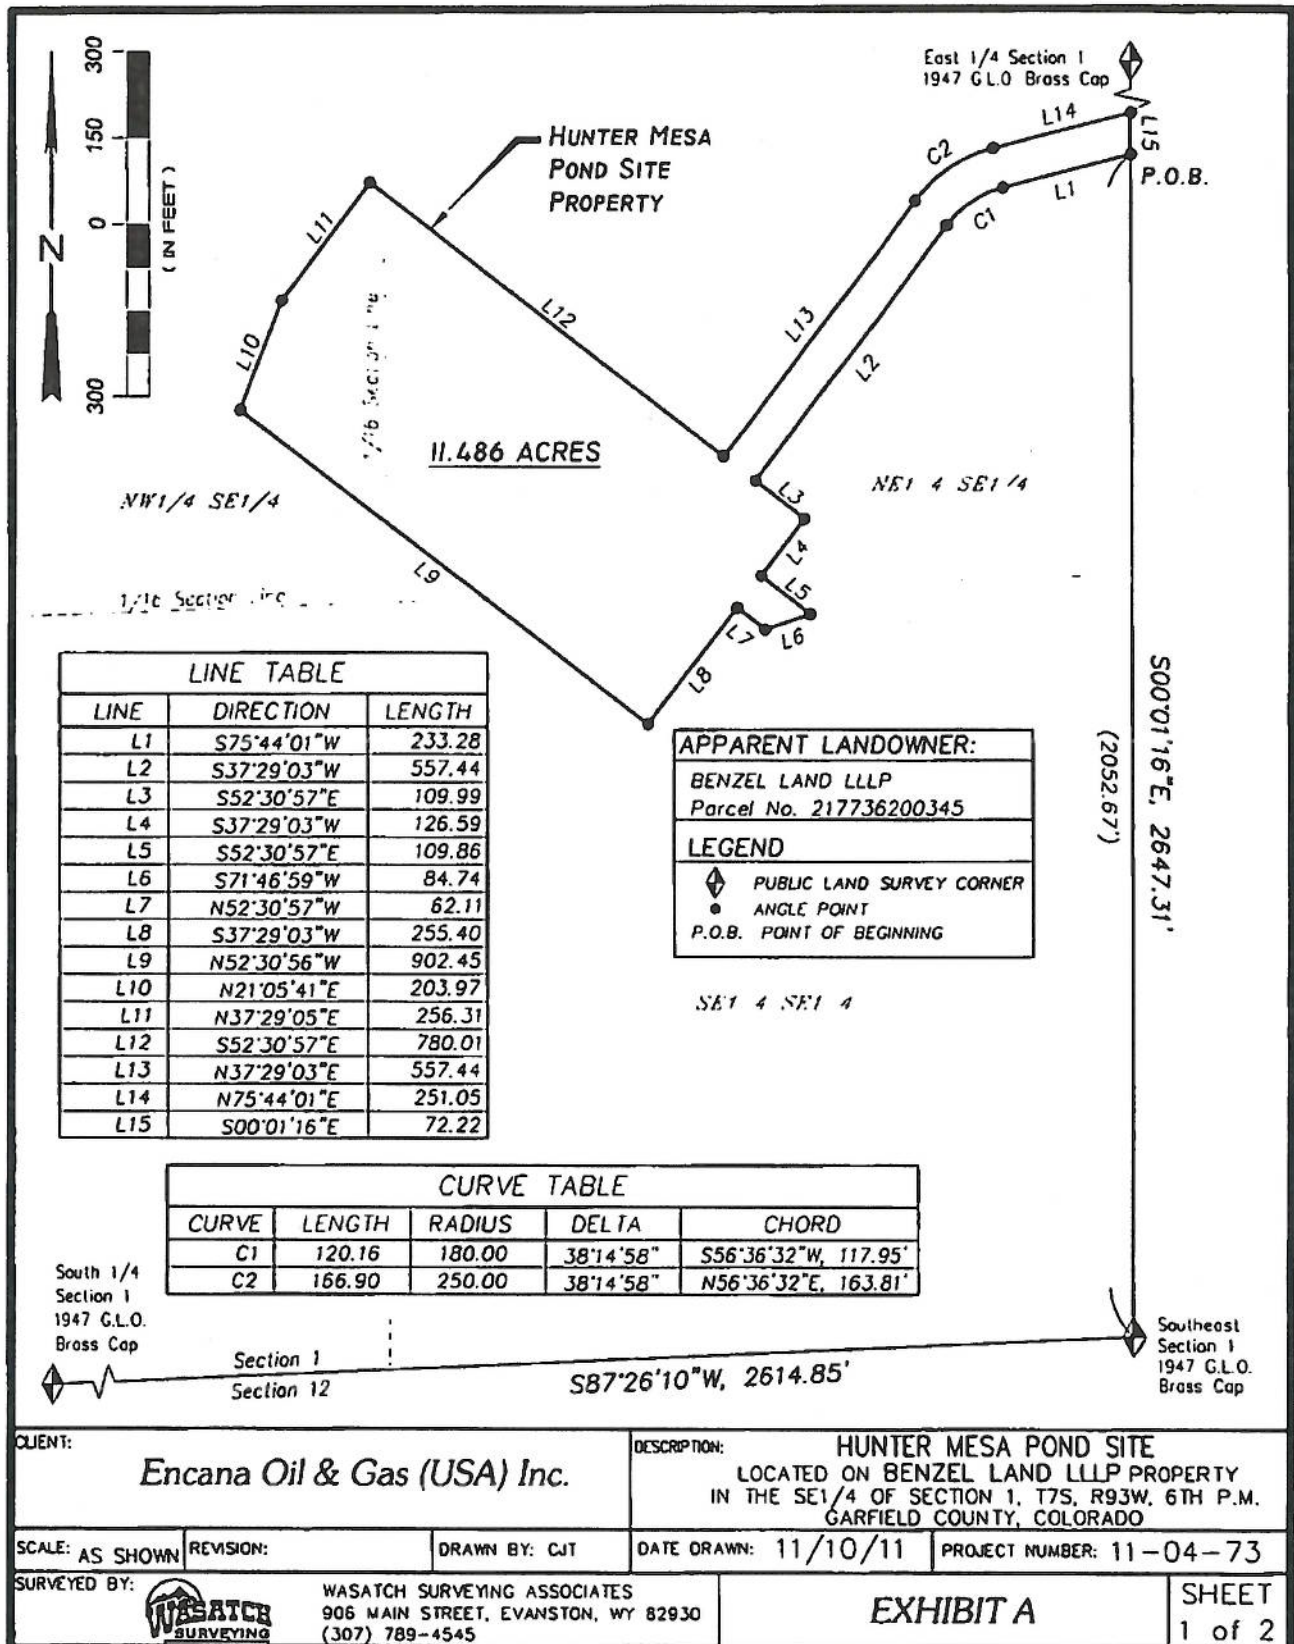 300
150
0
300
(IN FEET)
N
East 1/4 Section 1
1947 G.L.O Brass Cap
HUNTER MESA
POND SITE
PROPERTY
L14
L15
C2
P.O.B.
L1
C1
L11
L12
L13
L2
L10
1/16 Section Line
11.486 ACRES
NW1/4 SE1/4
NE1 4 SE1/4
L3
L4
L9
L5
1/16 Section
L7
L6
L8
LINE TABLE
LINE DIRECTION LENGTH
L1 S75°44'01"W 233.28
L2 S37°29'03"W 557.44
L3 S52°30'57"E 109.99
L4 S37°29'03"W 126.59
L5 S52°30'57"E 109.86
L6 S71°46'59"W 84.74
L7 N52°30'57"W 62.11
L8 S37°29'03"W 255.40
L9 N52°30'56"W 902.45
L10 N21°05'41"E 203.97
L11 N37°29'05"E 256.31
L12 S52°30'57"E 780.01
L13 N37°29'03"E 557.44
L14 N75°44'01"E 251.05
L15 S00°01'16"E 72.22
S00°01'16"E, 2647.31'
(2052.67')
APPARENT LANDOWNER:
BENZEL LAND LLLP
Parcel No. 217736200345
LEGEND
PUBLIC LAND SURVEY CORNER
ANGLE POINT
P.O.B. POINT OF BEGINNING
SE1 4 SE1 4
CURVE TABLE
CURVE LENGTH RADIUS DELTA CHORD
C1 120.16 180.00 38°14'58" S56°36'32"W, 117.95'
C2 166.90 250.00 38°14'58" N56°36'32"E, 163.81'
South 1/4
Section 1
1947 G.L.O.
Brass Cap
Section 1
Section 12
S87°26'10"W, 2614.85'
Southeast
Section 1
1947 G.L.O.
Brass Cap
CLIENT:
Encana Oil & Gas (USA) Inc.
DESCRIPTION:
HUNTER MESA POND SITE
LOCATED ON BENZEL LAND LLLP PROPERTY
IN THE SE1/4 OF SECTION 1, T7S, R93W, 6TH P.M.
GARFIELD COUNTY, COLORADO
SCALE: AS SHOWN REVISION: DRAWN BY: CJT DATE DRAWN: 11/10/11 PROJECT NUMBER: 11-04-73
SURVEYED BY:
WASATCH
SURVEYING
WASATCH SURVEYING ASSOCIATES
906 MAIN STREET, EVANSTON, WY 82930
(307) 789-4545
EXHIBIT A
SHEET
1 of 2